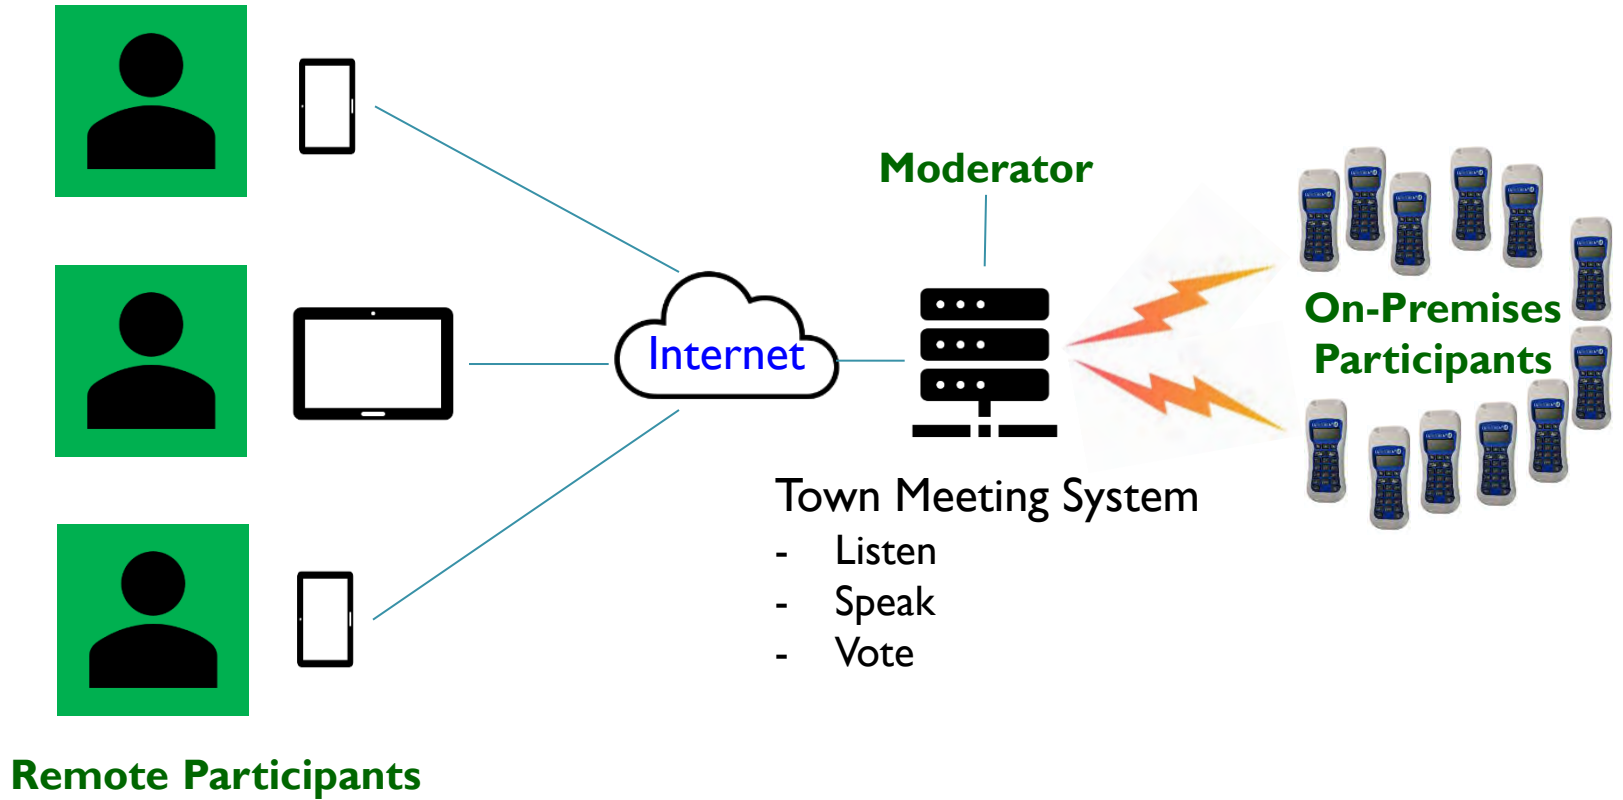 Moderator
Internet
On-Premises
Participants
Town Meeting System
- Listen
- Speak
- Vote
Remote Participants